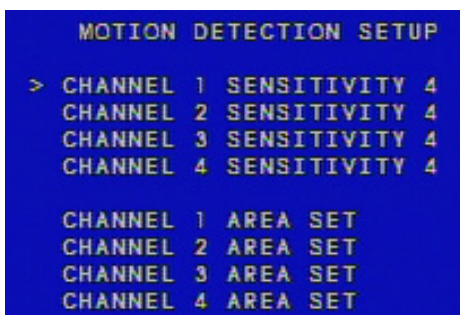 MOTION DETECTION SETUP
> CHANNEL 1 SENSITIVITY 4
CHANNEL 2 SENSITIVITY 4
CHANNEL 3 SENSITIVITY 4
CHANNEL 4 SENSITIVITY 4
CHANNEL 1 AREA SET
CHANNEL 2 AREA SET
CHANNEL 3 AREA SET
CHANNEL 4 AREA SET